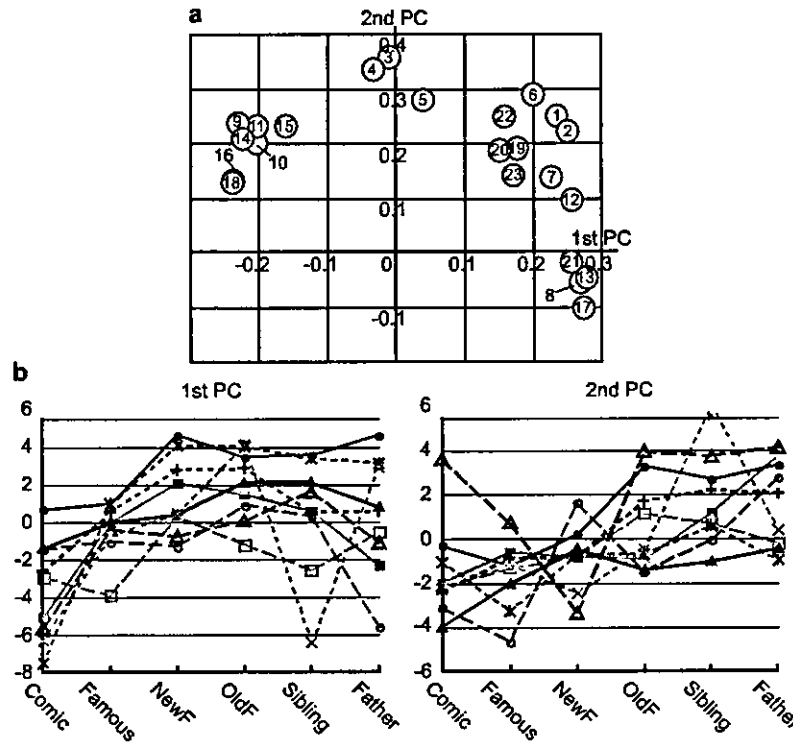 a
2nd PC
0.4
3
4
0.3
5
6
22
1
2
9
11
15
14
16
10
18
0.2
20
19
23
7
12
0.1
1st PC
-0.2
-0.1
0
0.1
0.2
0.3
21
13
8
17
-0.1
b
1st PC
2nd PC
6
4
2
0
-2
-4
-6
-8
Comic
Famous
NewF
OldF
Sibling
Father
6
4
2
0
-2
-4
-6
Comic
Famous
NewF
OldF
Sibling
Father